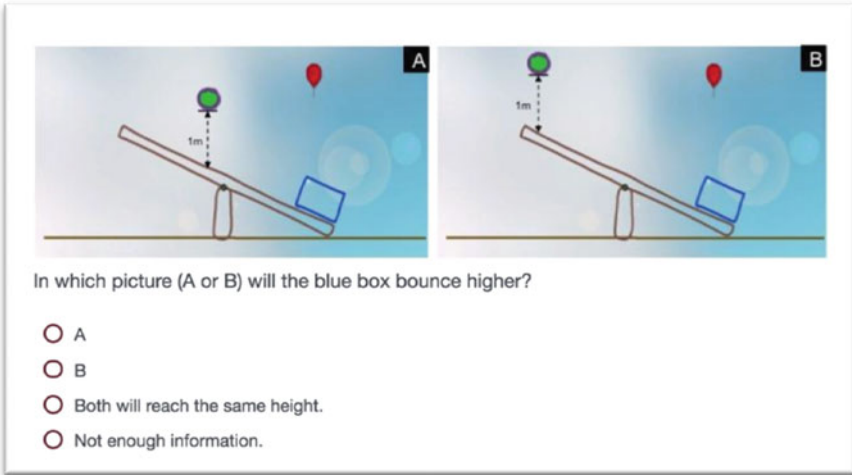 A
B
1m
1m
In which picture (A or B) will the blue box bounce higher?
A
B
Both will reach the same height.
Not enough information.